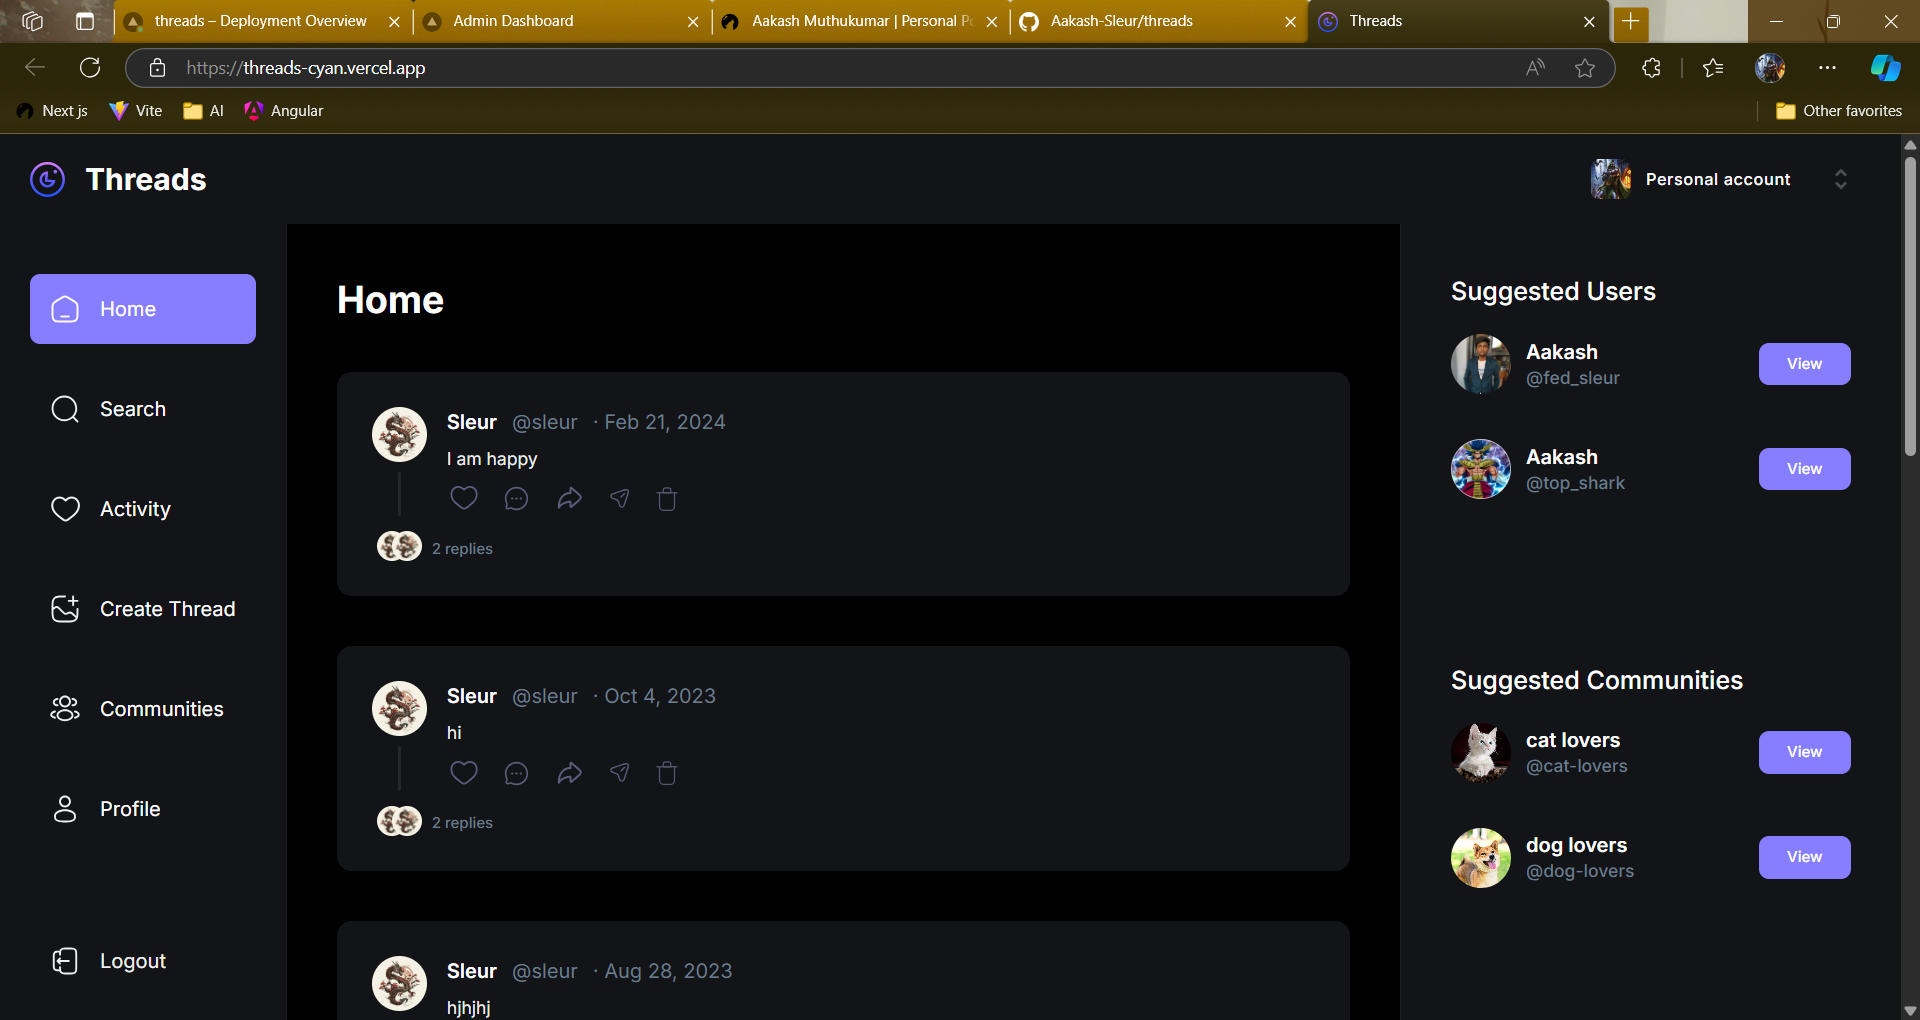 threads – Deployment Overview
Admin Dashboard
Aakash Muthukumar | Personal Po
Aakash-Sleur/threads
Threads
https://threads-cyan.vercel.app
Next js
Vite
AI
Angular
Other favorites
Threads
Personal account
Home
Search
Activity
Create Thread
Communities
Profile
Logout
Home
Sleur @sleur · Feb 21, 2024
I am happy
2 replies
Sleur @sleur · Oct 4, 2023
hi
2 replies
Sleur @sleur · Aug 28, 2023
hjhjhj
Suggested Users
Aakash
@fed_sleur
View
Aakash
@top_shark
View
Suggested Communities
cat lovers
@cat-lovers
View
dog lovers
@dog-lovers
View